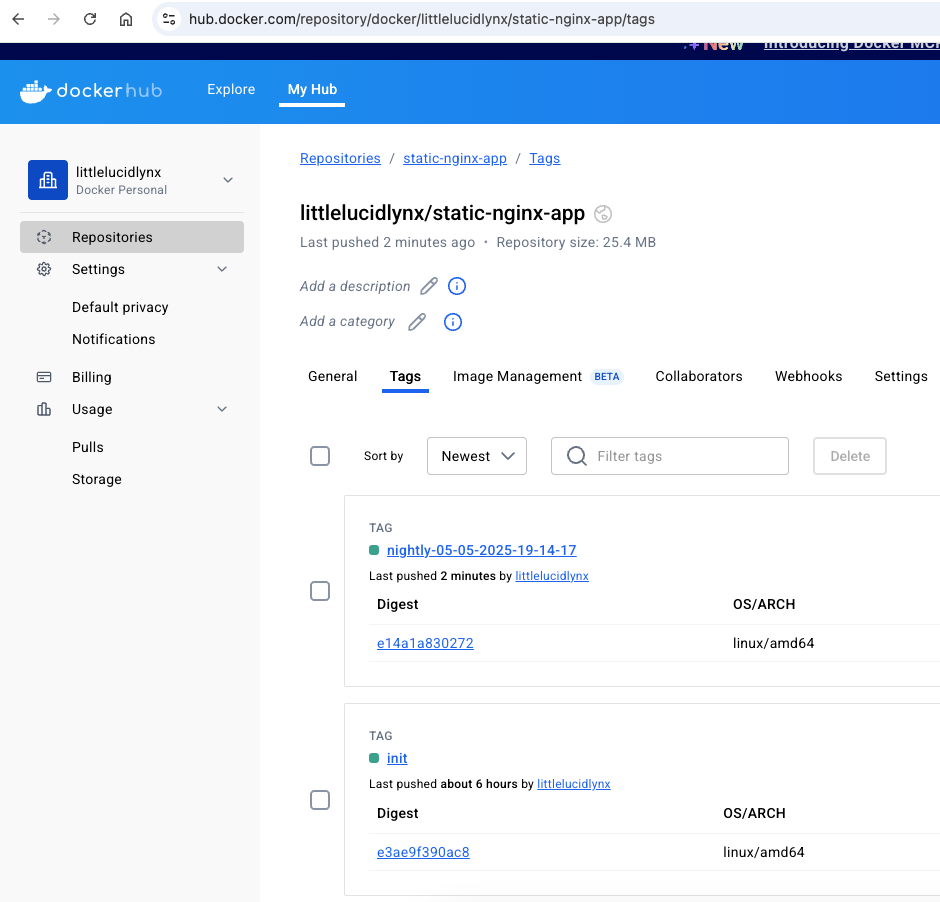 hub.docker.com/repository/docker/littlelucidlynx/static-nginx-app/tags
New Introducing Docker
dockerhub Explore My Hub
littlelucidlynx
Docker Personal
Repositories
Settings
Default privacy
Notifications
Billing
Usage
Pulls
Storage
Repositories / static-nginx-app / Tags
littlelucidlynx/static-nginx-app
Last pushed 2 minutes ago • Repository size: 25.4 MB
Add a description
Add a category
General Tags Image Management BETA Collaborators Webhooks Settings
Sort by Newest Filter tags Delete
TAG
nightly-05-05-2025-19-14-17
Last pushed 2 minutes by littlelucidlynx
Digest OS/ARCH
e14a1a830272 linux/amd64
TAG
init
Last pushed about 6 hours by littlelucidlynx
Digest OS/ARCH
e3ae9f390ac8 linux/amd64